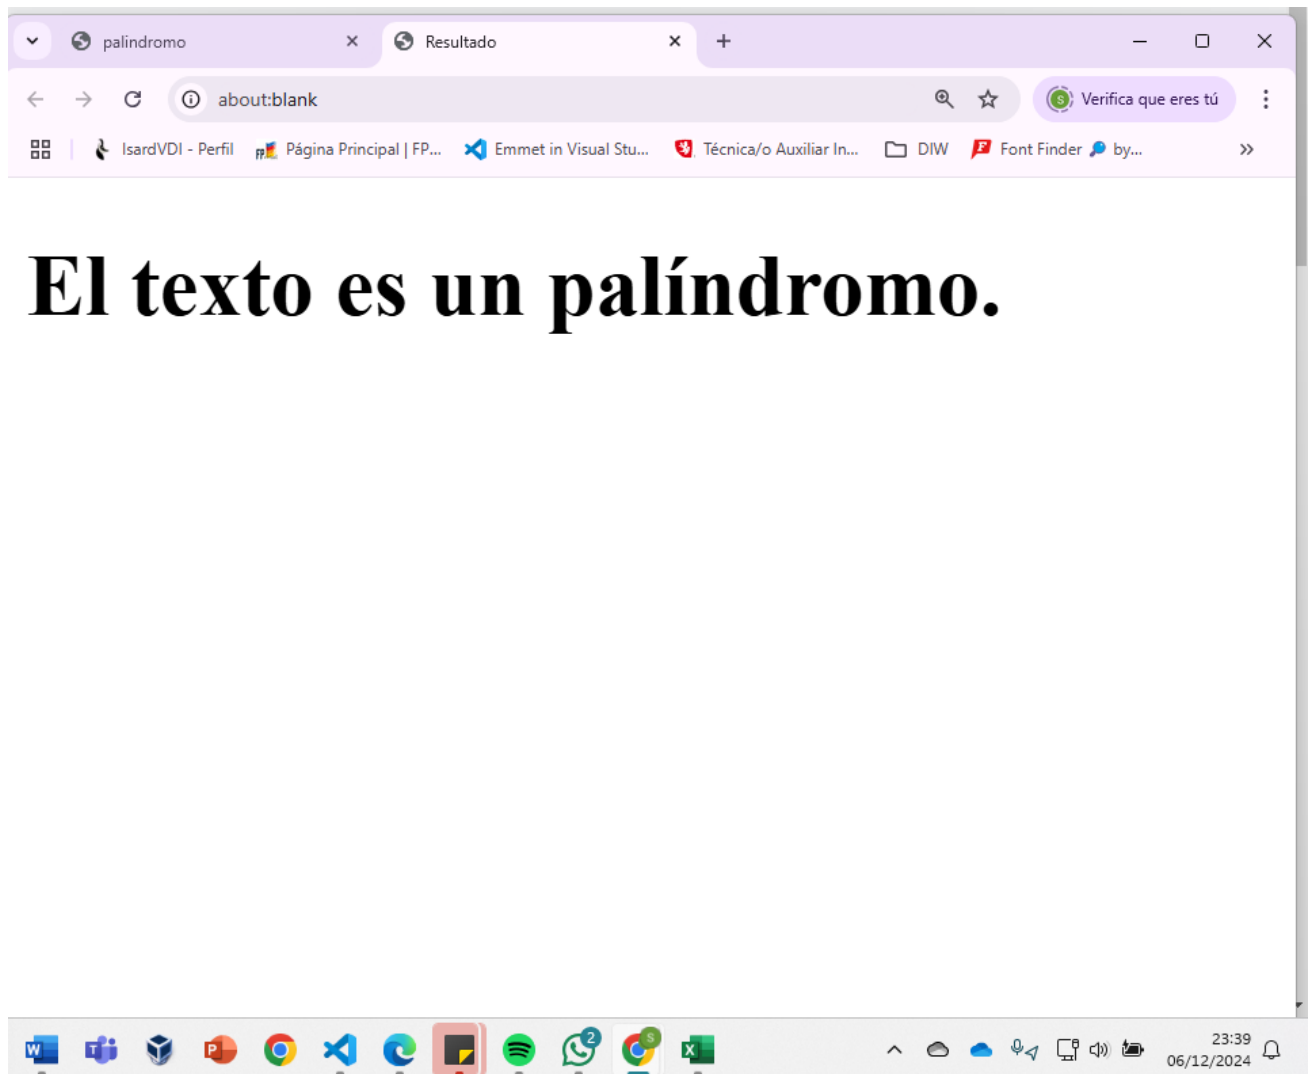 palindromo
Resultado
about:blank
Verifica que eres tú
IsardVDI - Perfil
Página Principal | FP...
Emmet in Visual Stu...
Técnica/o Auxiliar In...
DIW
Font Finder 🔎 by...
El texto es un palíndromo.
2
S
23:39
06/12/2024